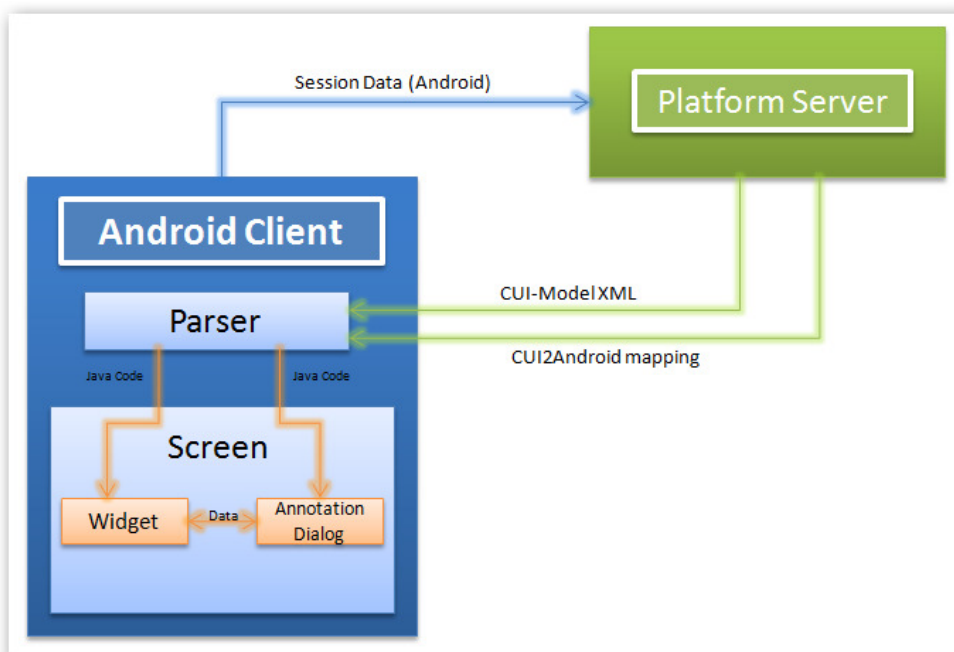 Session Data (Android)
Platform Server
Android Client
CUI-Model XML
Parser
CUI2Android mapping
Java Code
Java Code
Screen
Widget
Data
Annotation
Dialog